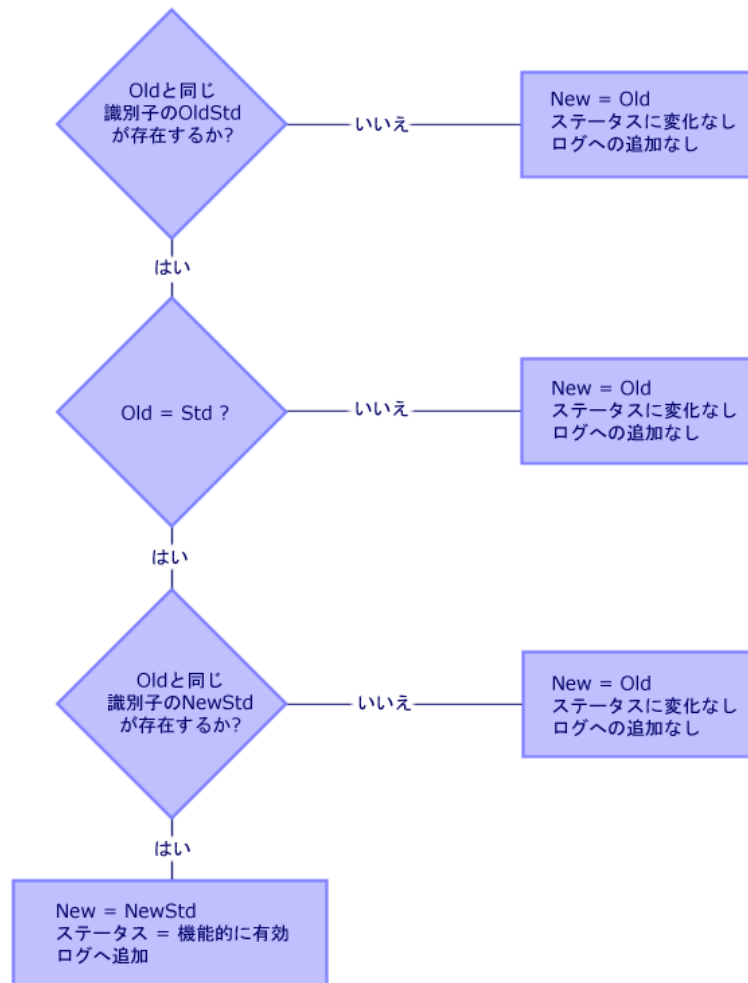 Oldと同じ
識別子のOldStd
が存在するか?
いいえ
New = Old
ステータスに変化なし
ログへの追加なし
はい
Old = Std ?
いいえ
New = Old
ステータスに変化なし
ログへの追加なし
はい
Oldと同じ
識別子のNewStd
が存在するか?
いいえ
New = Old
ステータスに変化なし
ログへの追加なし
はい
New = NewStd
ステータス = 機能的に有効
ログへ追加